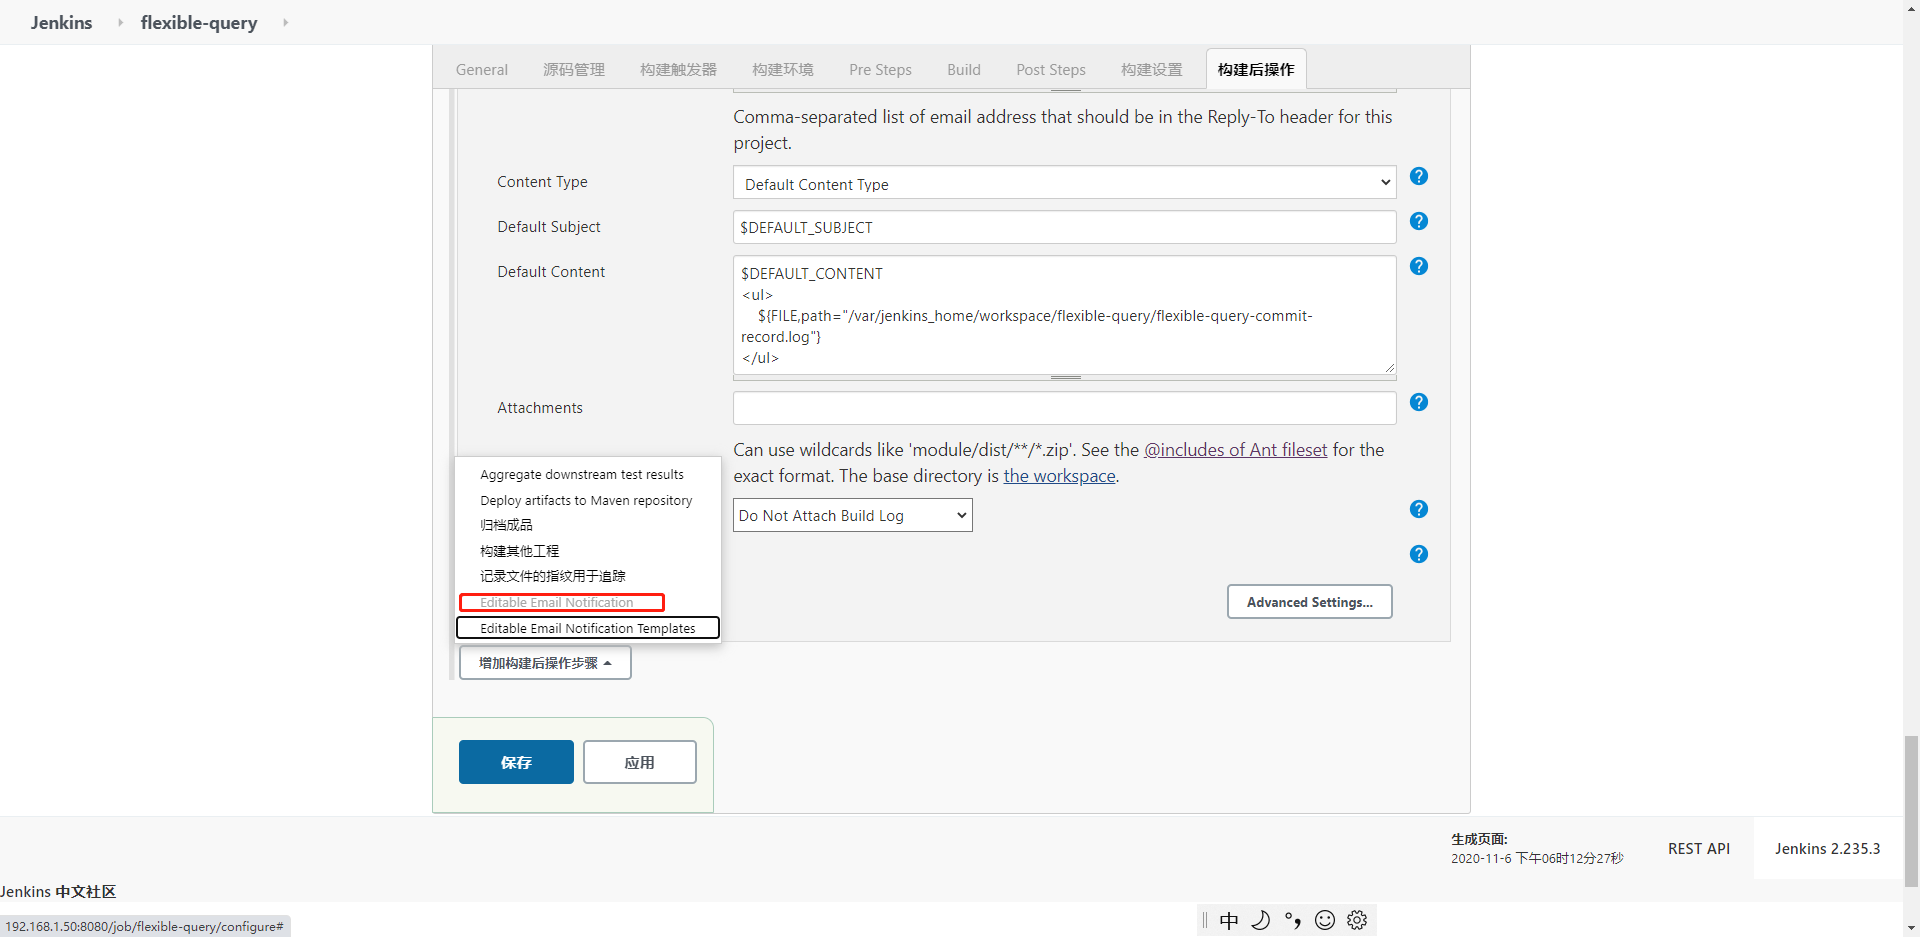 Jenkins flexible-query
General 源码管理 构建触发器 构建环境 Pre Steps Build Post Steps 构建设置 构建后操作
Comma-separated list of email address that should be in the Reply-To header for this
project.
Content Type Default Content Type
Default Subject $DEFAULT_SUBJECT
Default Content $DEFAULT_CONTENT
<ul>
${FILE,path="/var/jenkins_home/workspace/flexible-query/flexible-query-commit-
record.log"}
</ul>
Attachments
Can use wildcards like 'module/dist/**/*.zip'. See the @includes of Ant fileset for the
exact format. The base directory is the workspace.
Do Not Attach Build Log
Advanced Settings...
Aggregate downstream test results
Deploy artifacts to Maven repository
归档成品
构建其他工程
记录文件的指纹用于追踪
Editable Email Notification
Editable Email Notification Templates
增加构建后操作步骤
保存 应用
生成页面:
2020-11-6 下午06时12分27秒
REST API
Jenkins 2.235.3
Jenkins 中文社区
192.168.1.50:8080/job/flexible-query/configure#
中